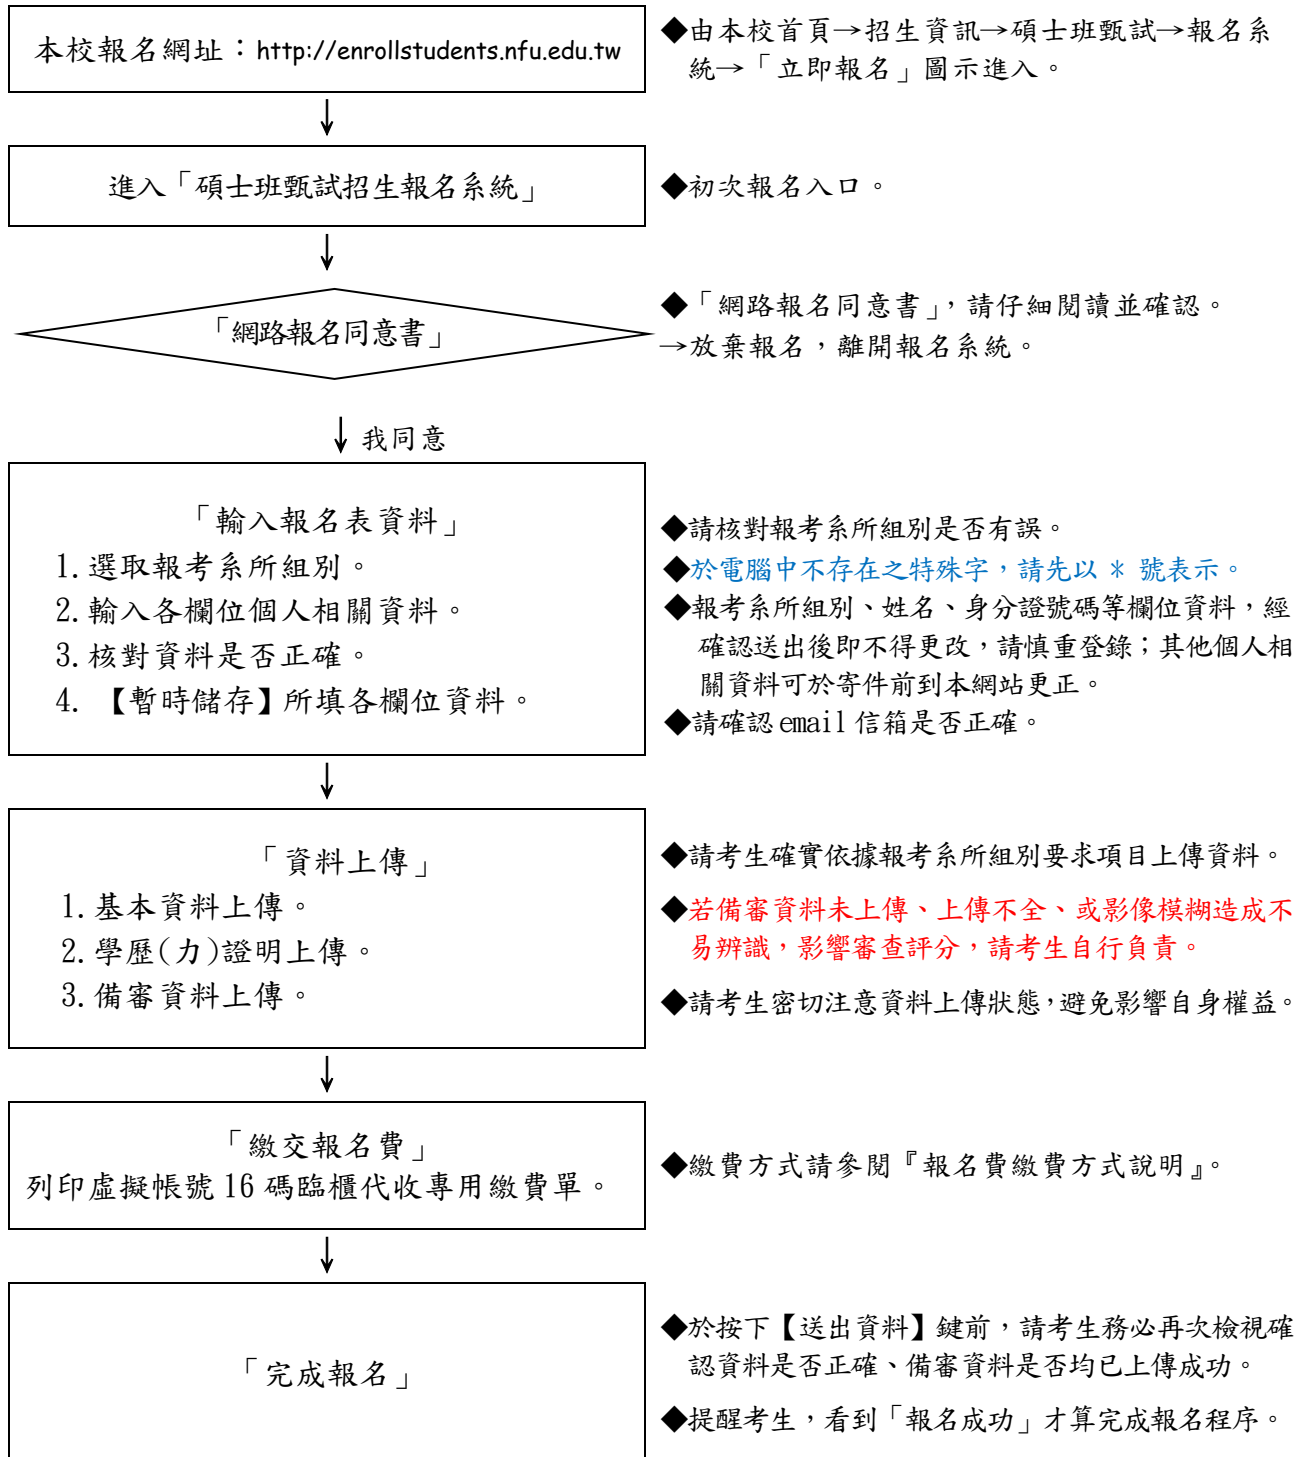 本校報名網址：http://enrollstudents.nfu.edu.tw
◆由本校首頁→招生資訊→碩士班甄試→報名系
統→「立即報名」圖示進入。
進入「碩士班甄試招生報名系統」
◆初次報名入口。
「網路報名同意書」
◆「網路報名同意書」，請仔細閱讀並確認。
→放棄報名，離開報名系統。
我同意
「輸入報名表資料」
1.選取報考系所組別。
2.輸入各欄位個人相關資料。
3.核對資料是否正確。
4. 【暫時儲存】所填各欄位資料。
◆請核對報考系所組別是否有誤。
◆於電腦中不存在之特殊字，請先以 * 號表示。
◆報考系所組別、姓名、身分證號碼等欄位資料，經
確認送出後即不得更改，請慎重登錄；其他個人相
關資料可於寄件前到本網站更正。
◆請確認 email 信箱是否正確。
「資料上傳」
1.基本資料上傳。
2.學歷(力)證明上傳。
3.備審資料上傳。
◆請考生確實依據報考系所組別要求項目上傳資料。
◆若備審資料未上傳、上傳不全、或影像模糊造成不
易辨識，影響審查評分，請考生自行負責。
◆請考生密切注意資料上傳狀態，避免影響自身權益。
「繳交報名費」
列印虛擬帳號 16 碼臨櫃代收專用繳費單。
◆繳費方式請參閱『報名費繳費方式說明』。
「完成報名」
◆於按下【送出資料】鍵前，請考生務必再次檢視確
認資料是否正確、備審資料是否均已上傳成功。
◆提醒考生，看到「報名成功」才算完成報名程序。